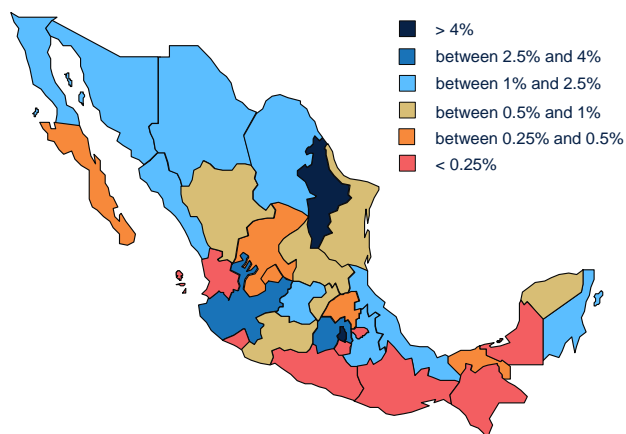 > 4%
between 2.5% and 4%
between 1% and 2.5%
between 0.5% and 1%
between 0.25% and 0.5%
< 0.25%